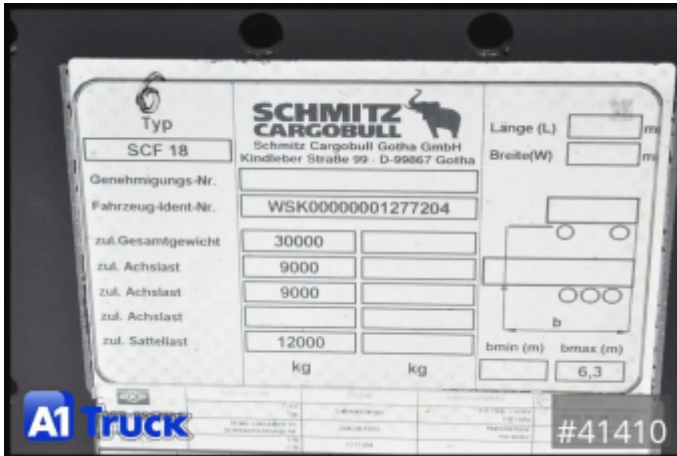 Typ
SCF 18
SCHMITZ
CARGOBULL
Schmitz Cargobull Gotha GmbH
Kindleber Straße 99 · D-99867 Gotha
Länge (L) m
Breite(W) m
Genehmigungs-Nr.
Fahrzeug-Ident-Nr. WSK00000001277204
zul.Gesamtgewicht 30000
zul. Achslast 9000
zul. Achslast 9000
zul. Achslast
zul. Sattellast 12000
kg kg
b
bmin (m) bmax (m)
6,3
A1 Truck
#41410